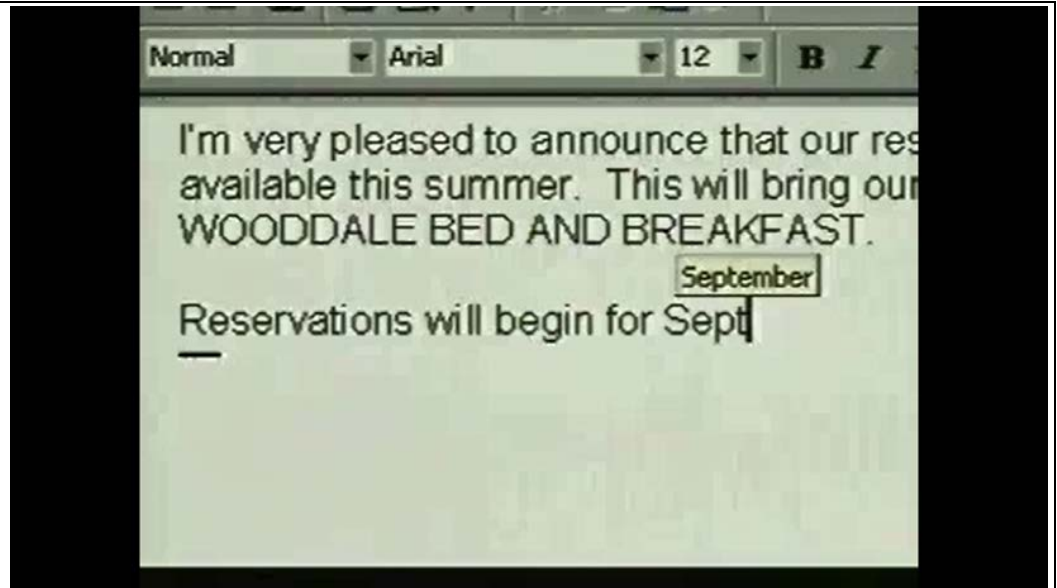 Normal Arial 12 B I
I'm very pleased to announce that our res
available this summer. This will bring our
WOODDALE BED AND BREAKFAST.
September
Reservations will begin for Sept